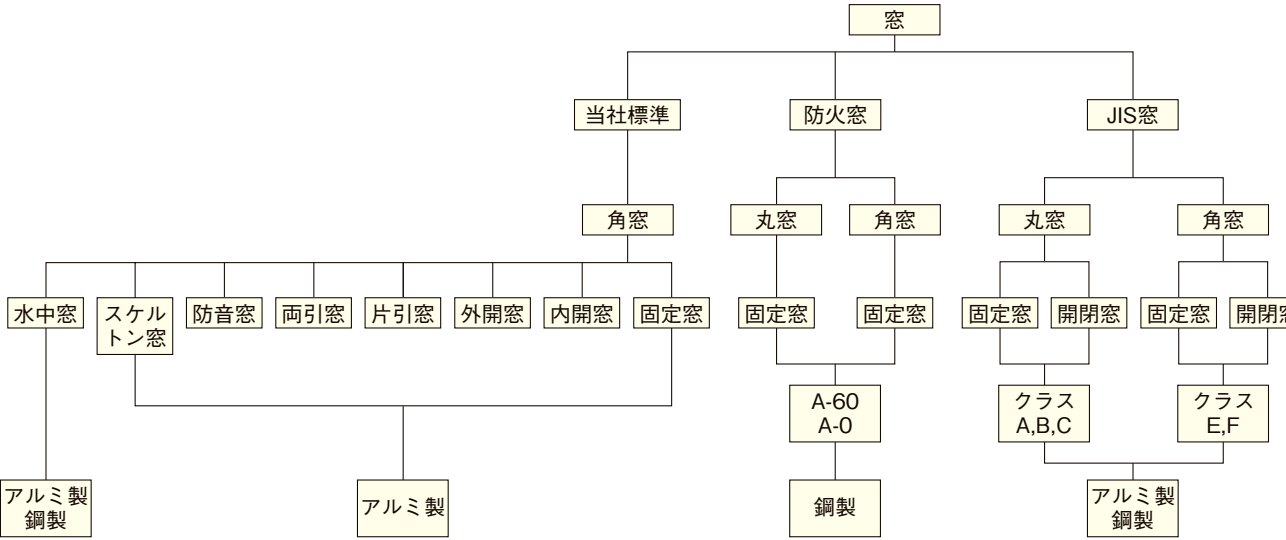 窓
当社標準
防火窓
JIS窓
角窓
丸窓
角窓
丸窓
角窓
水中窓
スケル
トン窓
防音窓
両引窓
片引窓
外開窓
内開窓
固定窓
固定窓
固定窓
固定窓
開閉窓
固定窓
開閉窓
A-60
A-0
クラス
A,B,C
クラス
E,F
アルミ製
鋼製
アルミ製
鋼製
アルミ製
鋼製